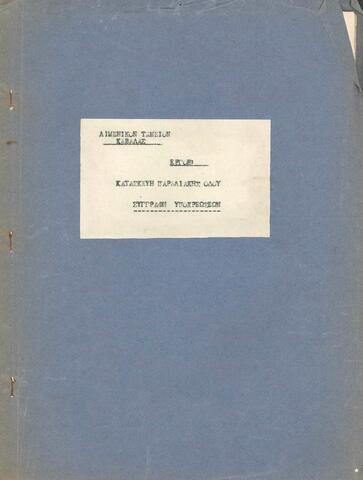 ΛΙΜΕΝΙΚΟΝ ΤΑΜΕΙΟΝ
ΚΑΒΑΛΑΣ
ΕΡΓΟΝ
ΚΑΤΑΣΚΕΥΗ ΠΑΡΑΛΙΑΚΗΣ ΟΔΟΥ
ΣΥΓΓΡΑΦΗ ΥΠΟΧΡΕΩΣΕΩΝ